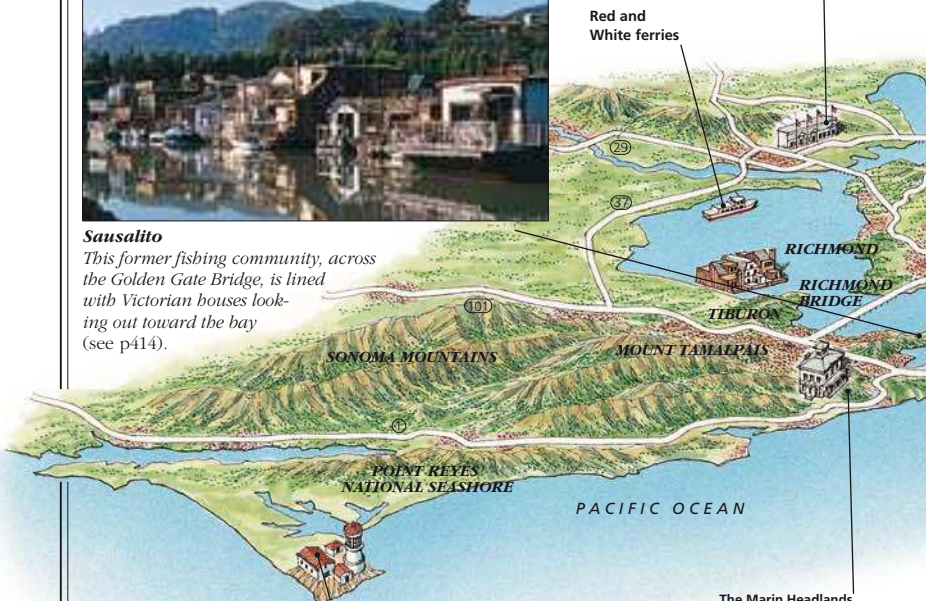 Red and
White ferries
29
37
Sausalito
This former fishing community, across
the Golden Gate Bridge, is lined
with Victorian houses look-
ing out toward the bay
(see p414).
RICHMOND
RICHMOND
BRIDGE
101
TIBURON
SONOMA MOUNTAINS
MOUNT TAMALPAIS
1
POINT REYES
NATIONAL SEASHORE
PACIFIC OCEAN
The Marin Headlands